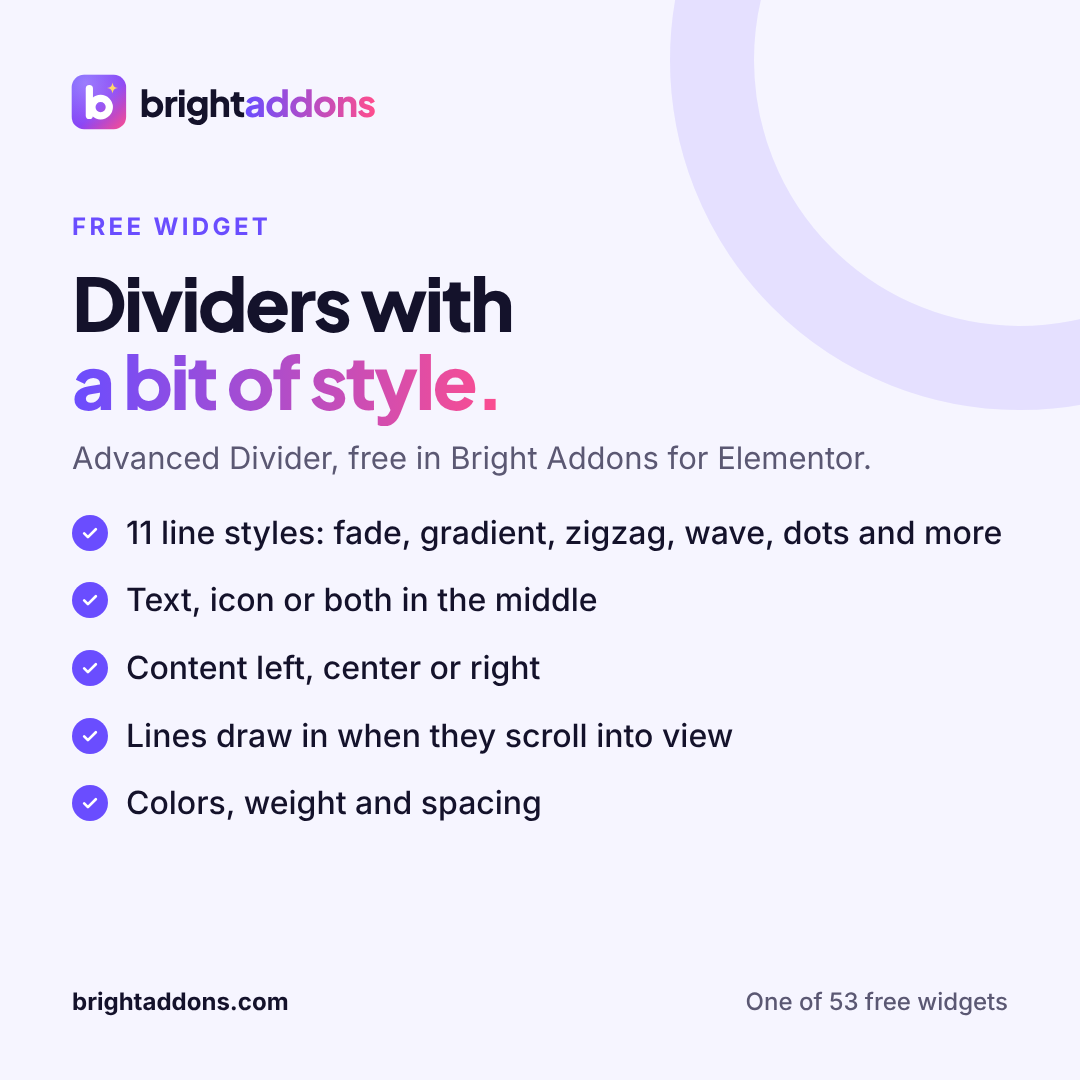 brightaddons
FREE WIDGET
Dividers with
a bit of style.
Advanced Divider, free in Bright Addons for Elementor.
11 line styles: fade, gradient, zigzag, wave, dots and more
Text, icon or both in the middle
Content left, center or right
Lines draw in when they scroll into view
Colors, weight and spacing
brightaddons.com
One of 53 free widgets